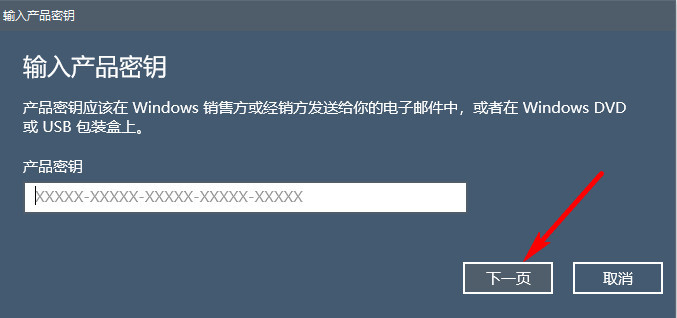 输入产品密钥
输入产品密钥
产品密钥应该在 Windows 销售方或经销方发送给你的电子邮件中，或者在 Windows DVD
或 USB 包装盒上。
产品密钥
XXXXX-XXXXX-XXXXX-XXXXX-XXXXX
下一页 取消